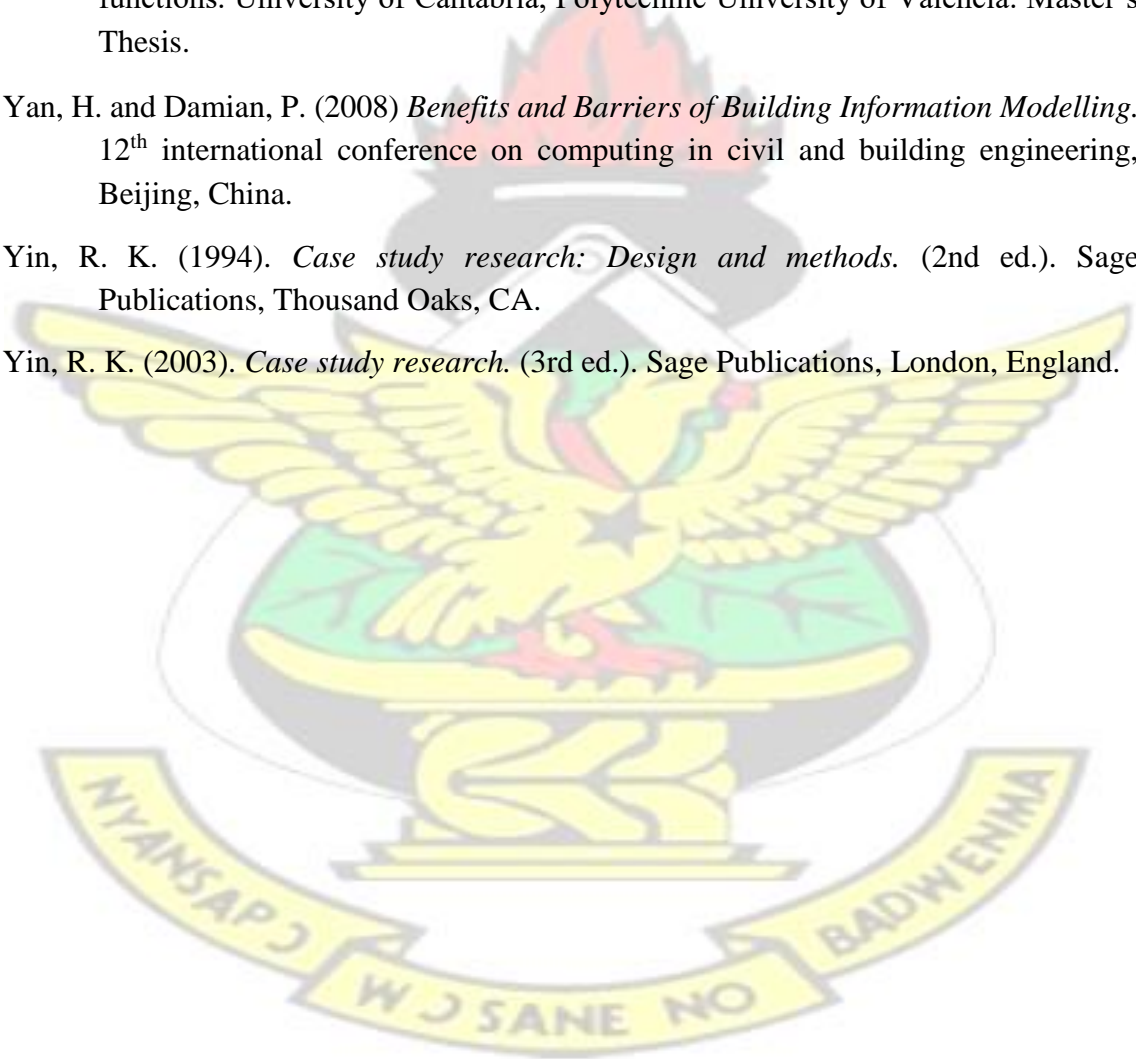 functions. University of Cantabria, Polytechnic University of Valencia. Master's
Thesis.
Yan, H. and Damian, P. (2008) Benefits and Barriers of Building Information Modelling.
12th international conference on computing in civil and building engineering,
Beijing, China.
Yin, R. K. (1994). Case study research: Design and methods. (2nd ed.). Sage
Publications, Thousand Oaks, CA.
Yin, R. K. (2003). Case study research. (3rd ed.). Sage Publications, London, England.
NYANSAPƆ WƆSANE NO BADWENMA